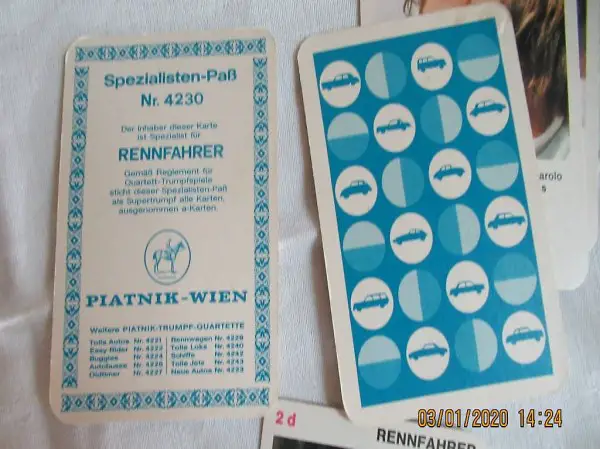 Spezialisten-Paß
Nr. 4230
Der Inhaber dieser Karte
ist Spezialist für
RENNFAHRER
Gemäß Reglement für
Quartett-Trumpfspiele
sticht dieser Spezialisten-Paß
als Supertrumpf alle Karten,
ausgenommen a-Karten.
PIATNIK-WIEN
Weitere PIATNIK-TRUMPF-QUARTETTE
Tolle Autos Nr. 4221 Rennwagen Nr. 4228
Easy Rider Nr. 4222 Tolle Loks Nr. 4240
Buggies Nr. 4224 Schiffe Nr. 4242
Autobusse Nr. 4226 Tolle Jets Nr. 4243
Oldtimer Nr. 4227 Neue Autos Nr. 4233
arolo
s
2d
RENNFAHRER
03/01/2020 14:24